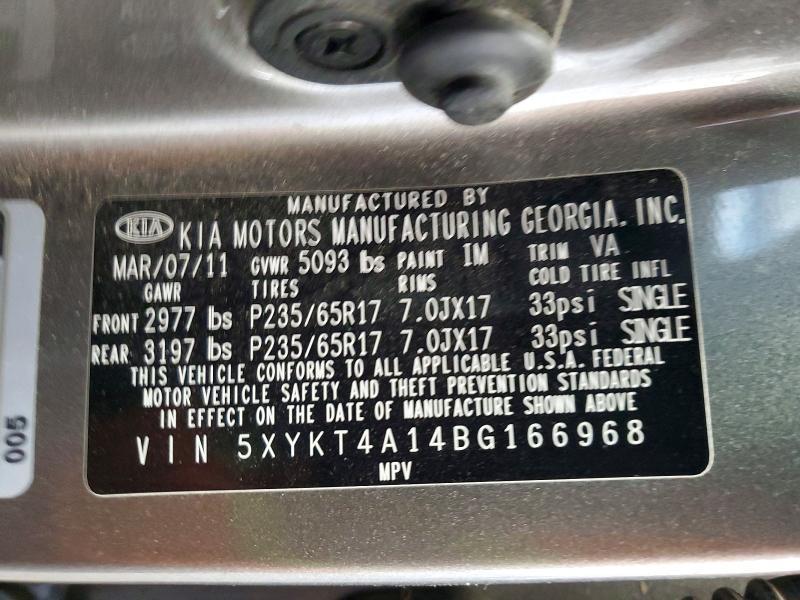 MANUFACTURED BY
KIA KIA MOTORS MANUFACTURING GEORGIA. INC.
MAR/07/11 GVWR 5093 lbs PAINT IM TRIM VA
GAWR TIRES RIMS COLD TIRE INFL
FRONT 2977 lbs P235/65R17 7.0JX17 33psi SINGLE
REAR 3197 lbs P235/65R17 7.0JX17 33psi SINGLE
THIS VEHICLE CONFORMS TO ALL APPLICABLE U.S.A. FEDERAL
MOTOR VEHICLE SAFETY AND THEFT PREVENTION STANDARDS
IN EFFECT ON THE DATE OF MANUFACTURE SHOWN ABOVE
VIN 5XYKT4A14BG166968
MPV
005